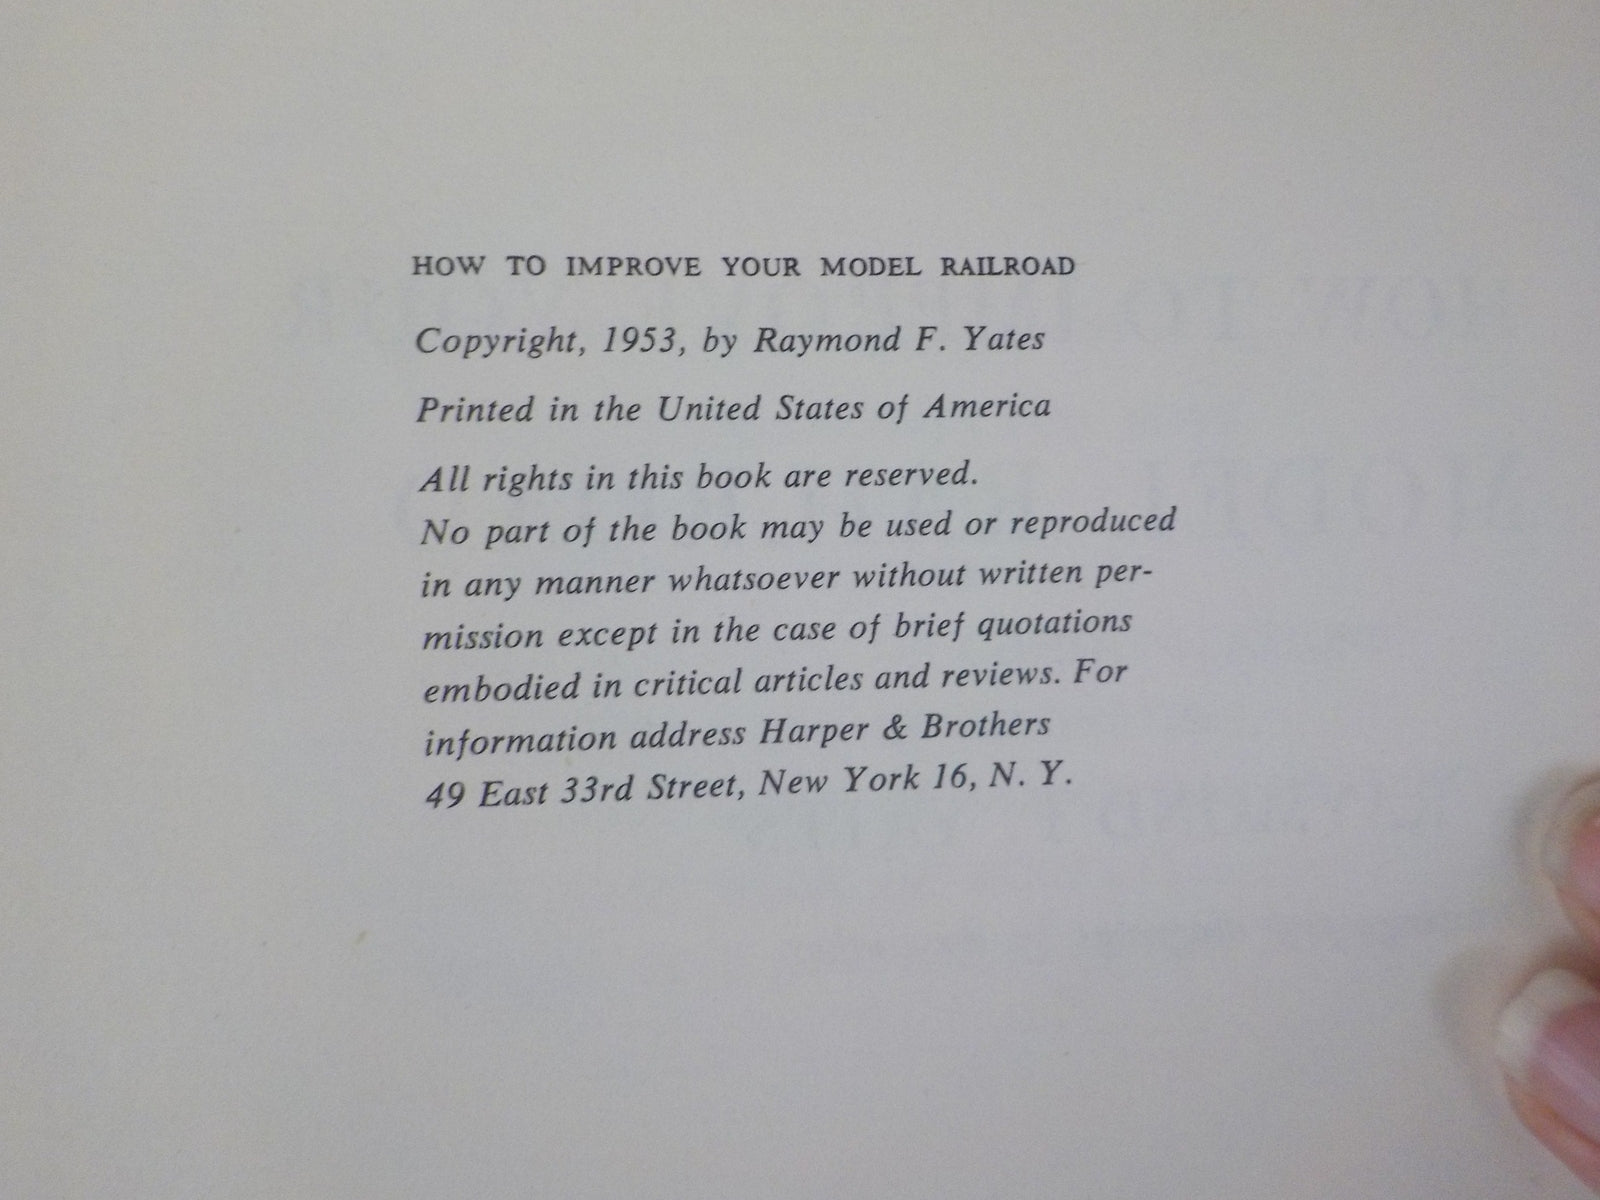 HOW TO IMPROVE YOUR MODEL RAILROAD
Copyright, 1953, by Raymond F. Yates
Printed in the United States of America
All rights in this book are reserved.
No part of the book may be used or reproduced
in any manner whatsoever without written per-
mission except in the case of brief quotations
embodied in critical articles and reviews. For
information address Harper & Brothers
49 East 33rd Street, New York 16, N. Y.